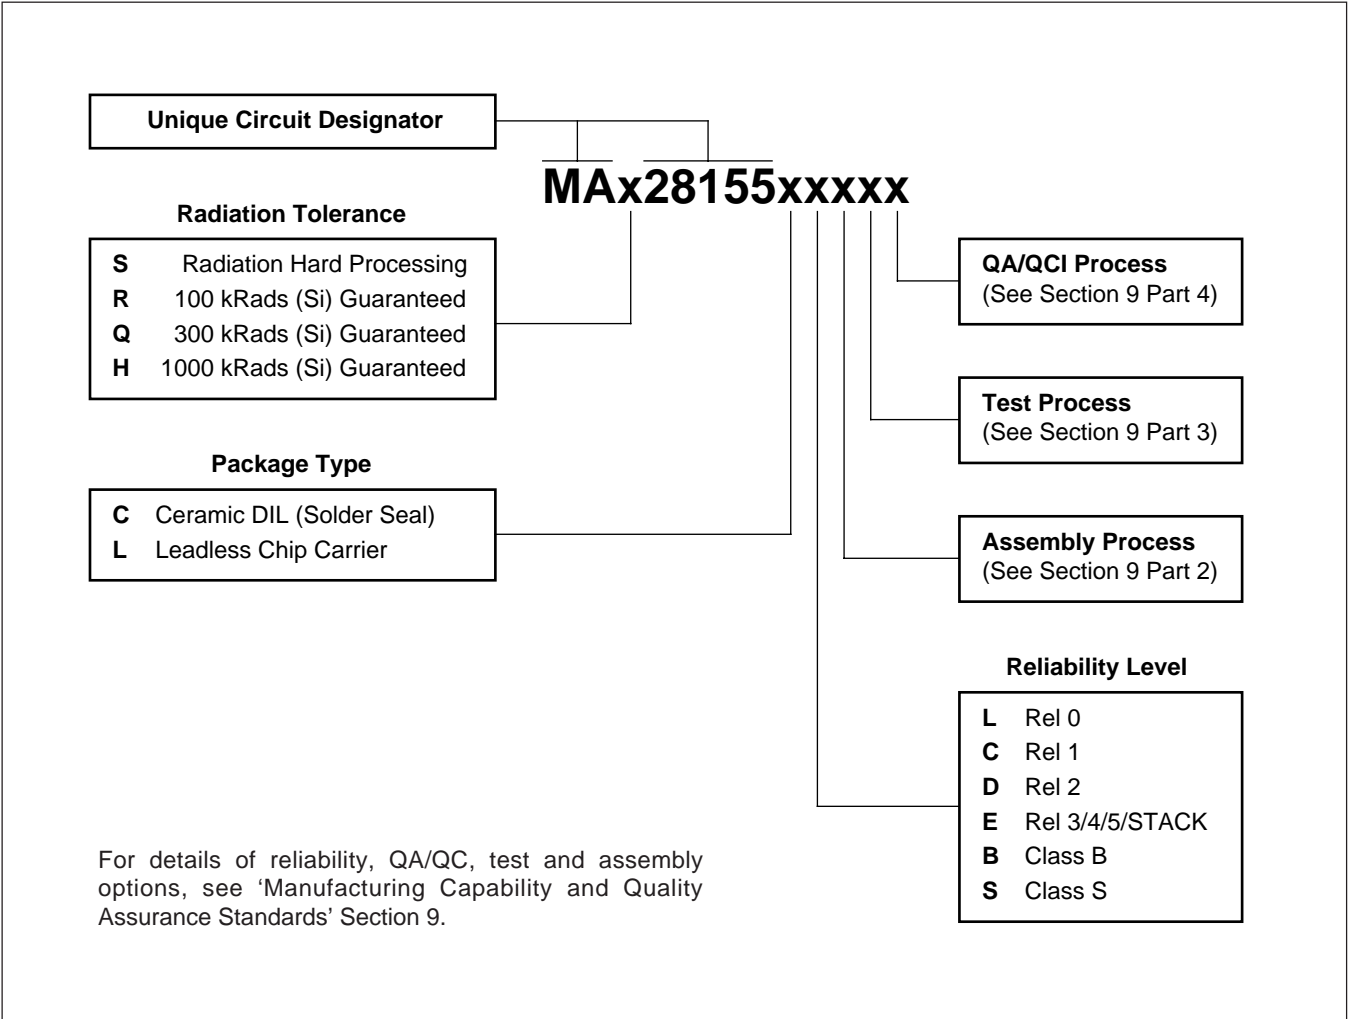 Unique Circuit Designator
MAx28155xxxxx
Radiation Tolerance
S Radiation Hard Processing
R 100 kRads (Si) Guaranteed
Q 300 kRads (Si) Guaranteed
H 1000 kRads (Si) Guaranteed
Package Type
C Ceramic DIL (Solder Seal)
L Leadless Chip Carrier
QA/QCI Process
(See Section 9 Part 4)
Test Process
(See Section 9 Part 3)
Assembly Process
(See Section 9 Part 2)
Reliability Level
L Rel 0
C Rel 1
D Rel 2
E Rel 3/4/5/STACK
B Class B
S Class S
For details of reliability, QA/QC, test and assembly
options, see ‘Manufacturing Capability and Quality
Assurance Standards’ Section 9.